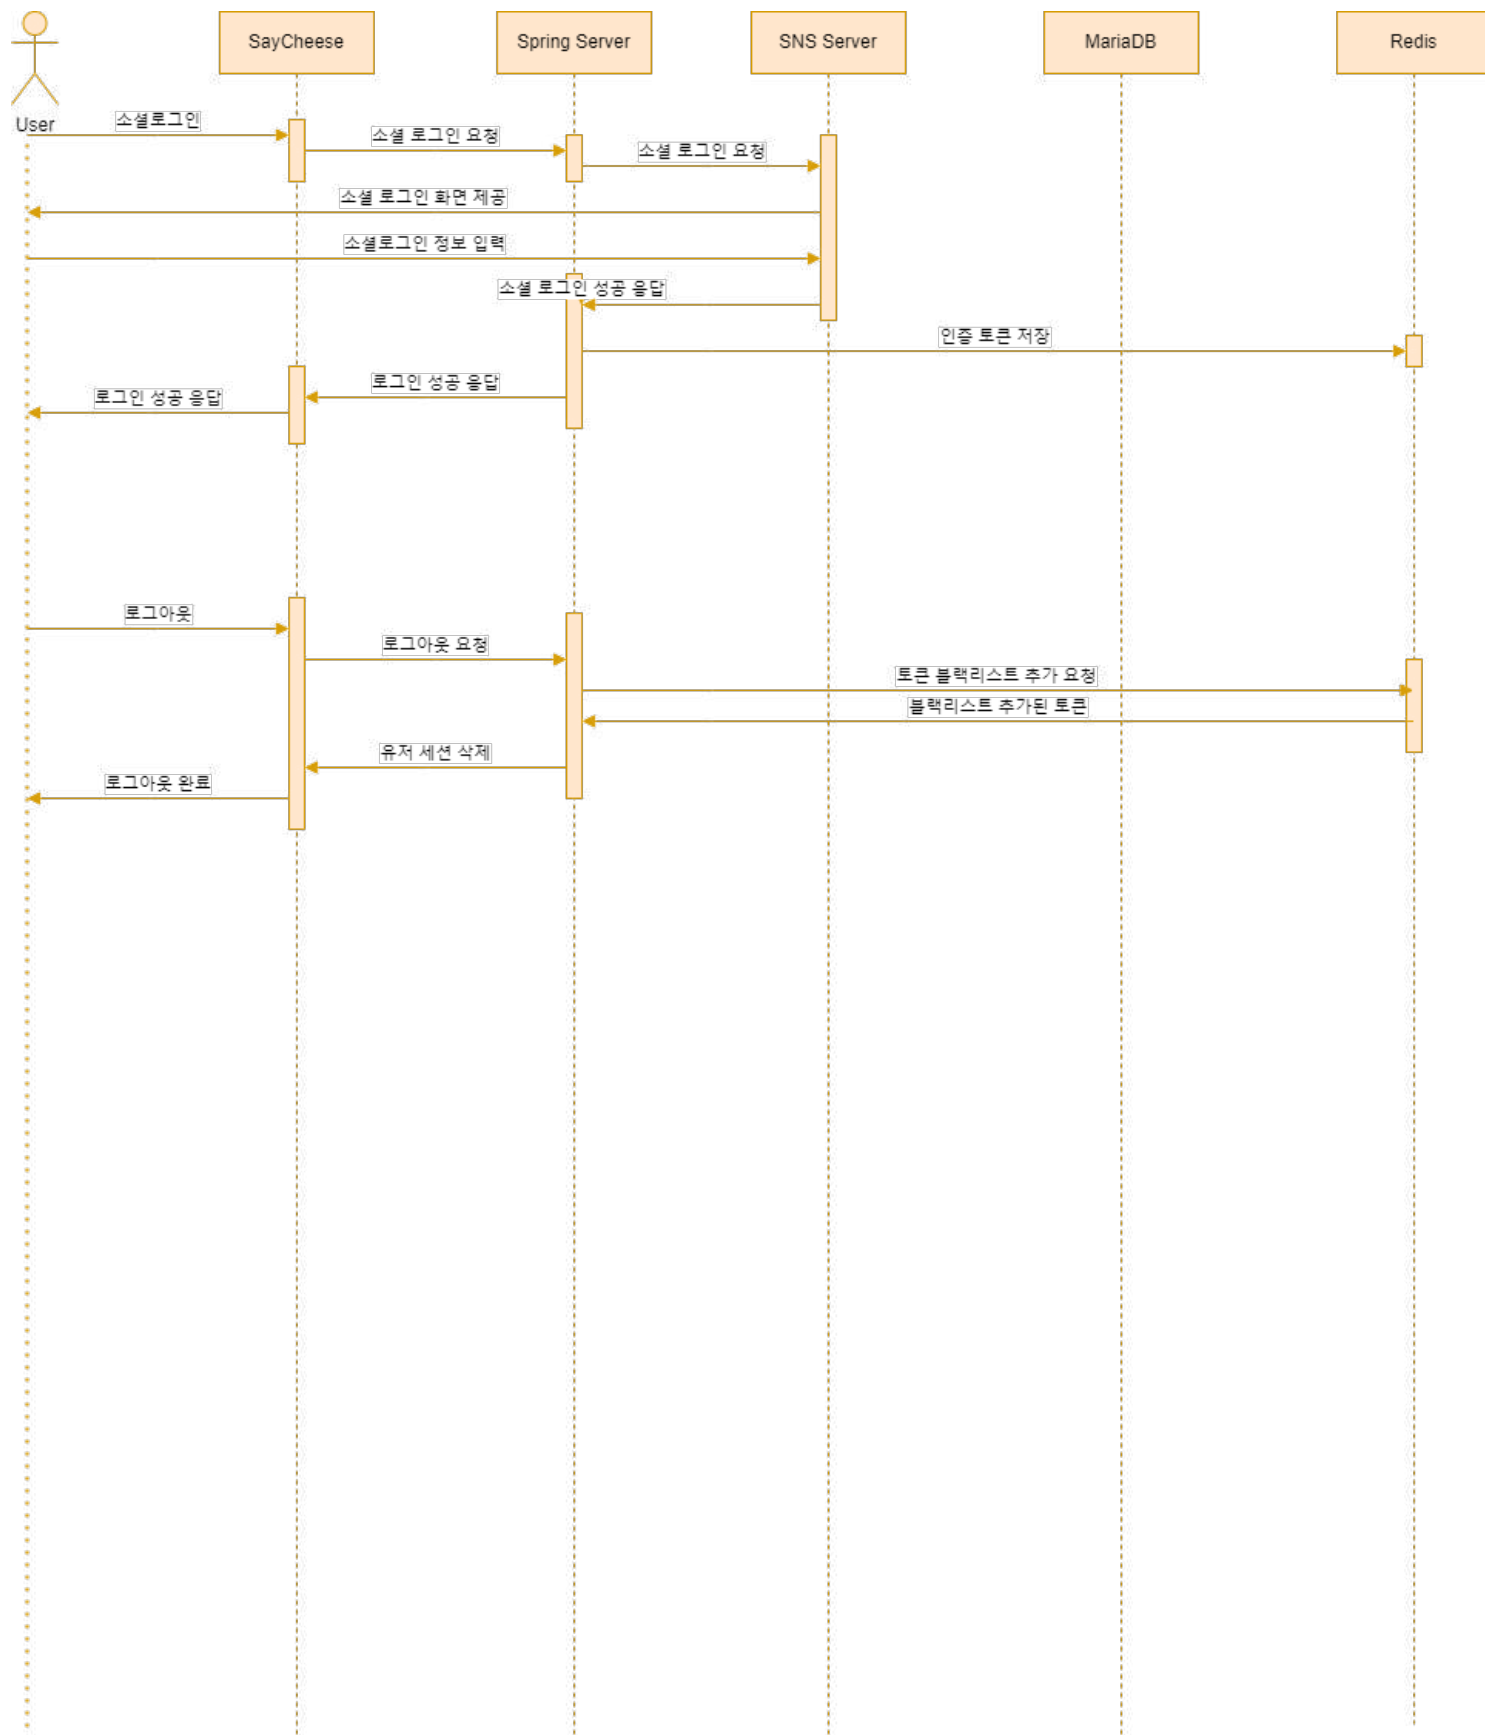 SayCheese
Spring Server
SNS Server
MariaDB
Redis
User
소셜로그인
소셜 로그인 요청
소셜 로그인 요청
소셜 로그인 화면 제공
소셜로그인 정보 입력
소셜 로그인 성공 응답
인증 토큰 저장
로그인 성공 응답
로그인 성공 응답
로그아웃
로그아웃 요청
토큰 블랙리스트 추가 요청
블랙리스트 추가된 토큰
유저 세션 삭제
로그아웃 완료